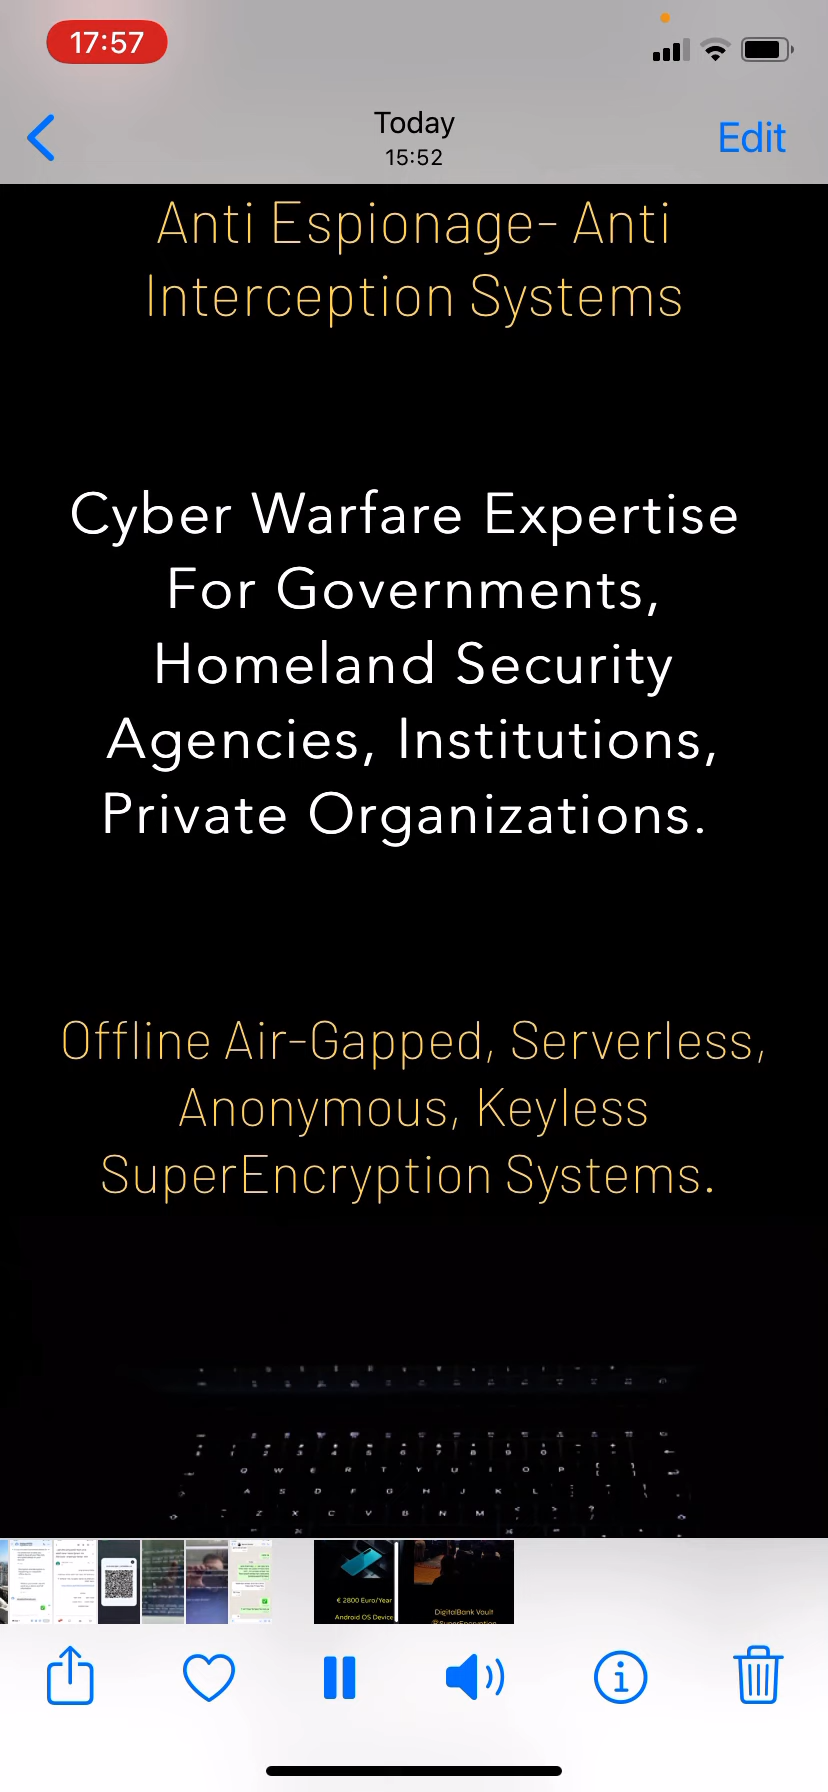 17:57
Today
15:52
Edit
Anti Espionage- Anti
Interception Systems
Cyber Warfare Expertise
For Governments,
Homeland Security
Agencies, Institutions,
Private Organizations.
Offline Air-Gapped, Serverless,
Anonymous, Keyless
SuperEncryption Systems.
Q W E R T Y U I O P
A S D F G H J K L
Z X C V B N M
€ 2800 Euro/Year
Android OS Device
DigitalBank Vault
@SuperEncryption